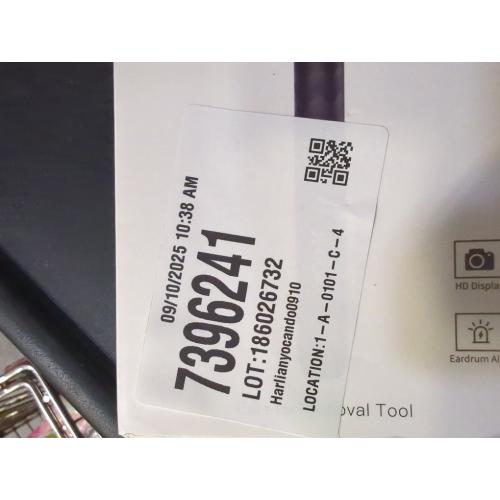 09/10/2025 10:38 AM
7396241
LOT:186026732
Harlianyocando0910
LOCATION:1-A-0101-C-4
HD Displa
Eardrum Al
oval Tool